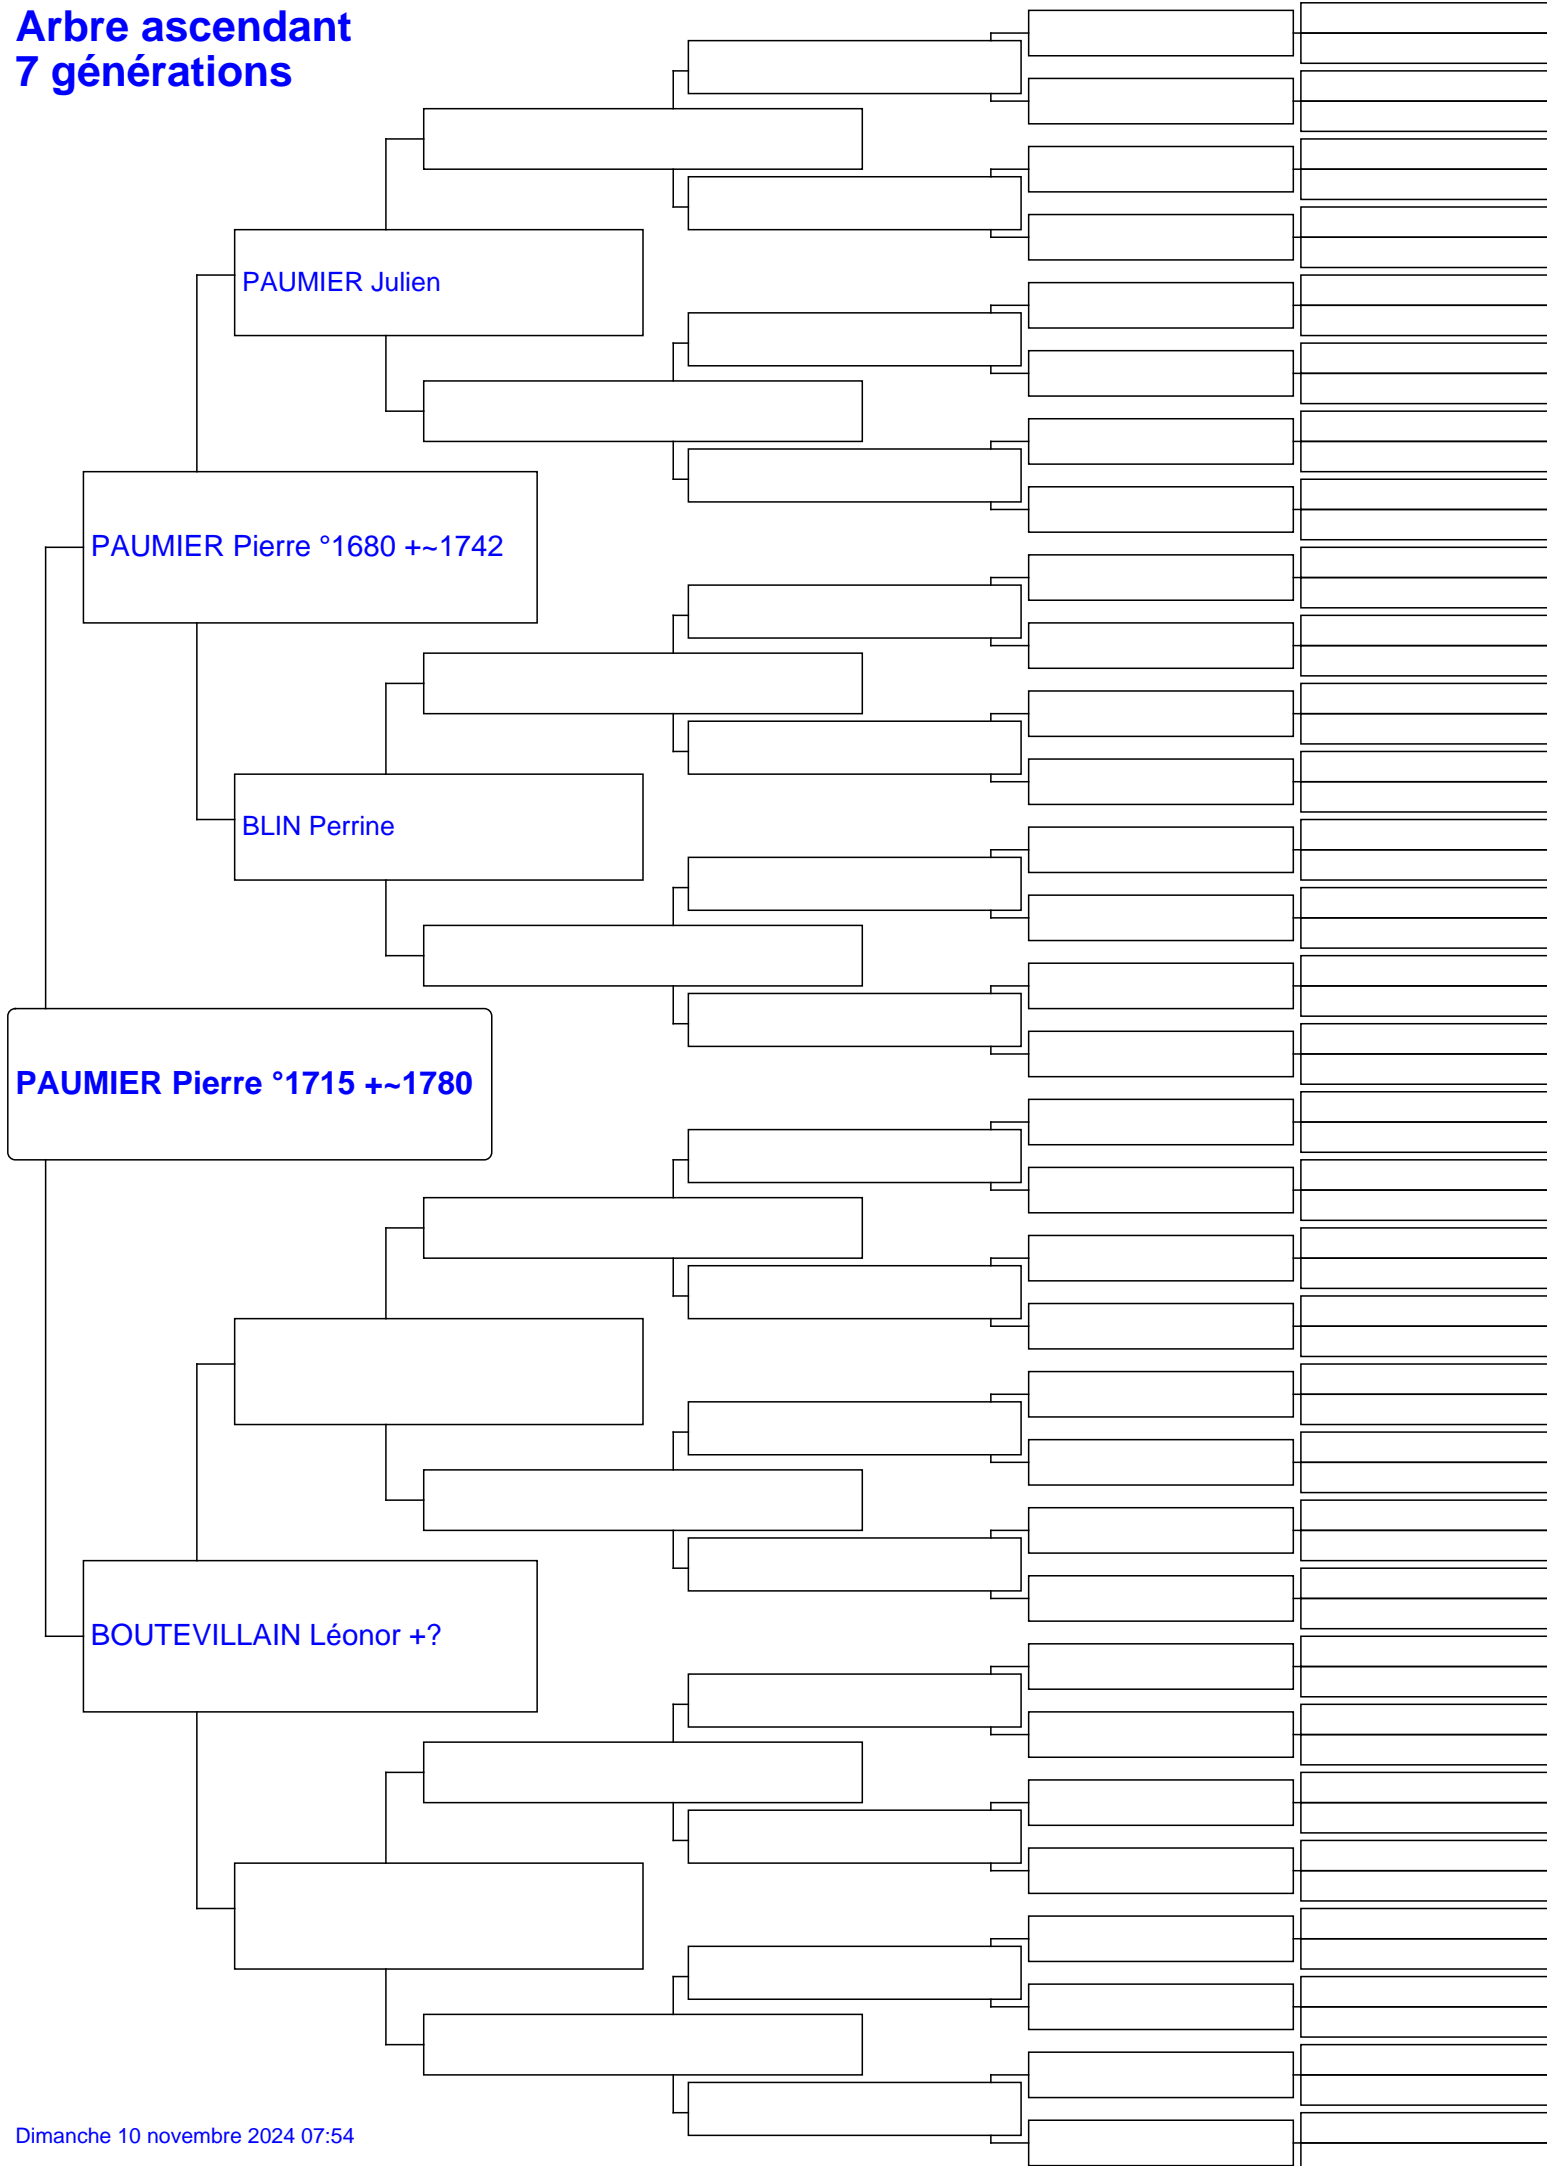 Arbre ascendant
7 générations
PAUMIER Julien
PAUMIER Pierre °1680 +~1742
BLIN Perrine
PAUMIER Pierre °1715 +~1780
BOUTEVILLAIN Léonor +?
Dimanche 10 novembre 2024 07:54